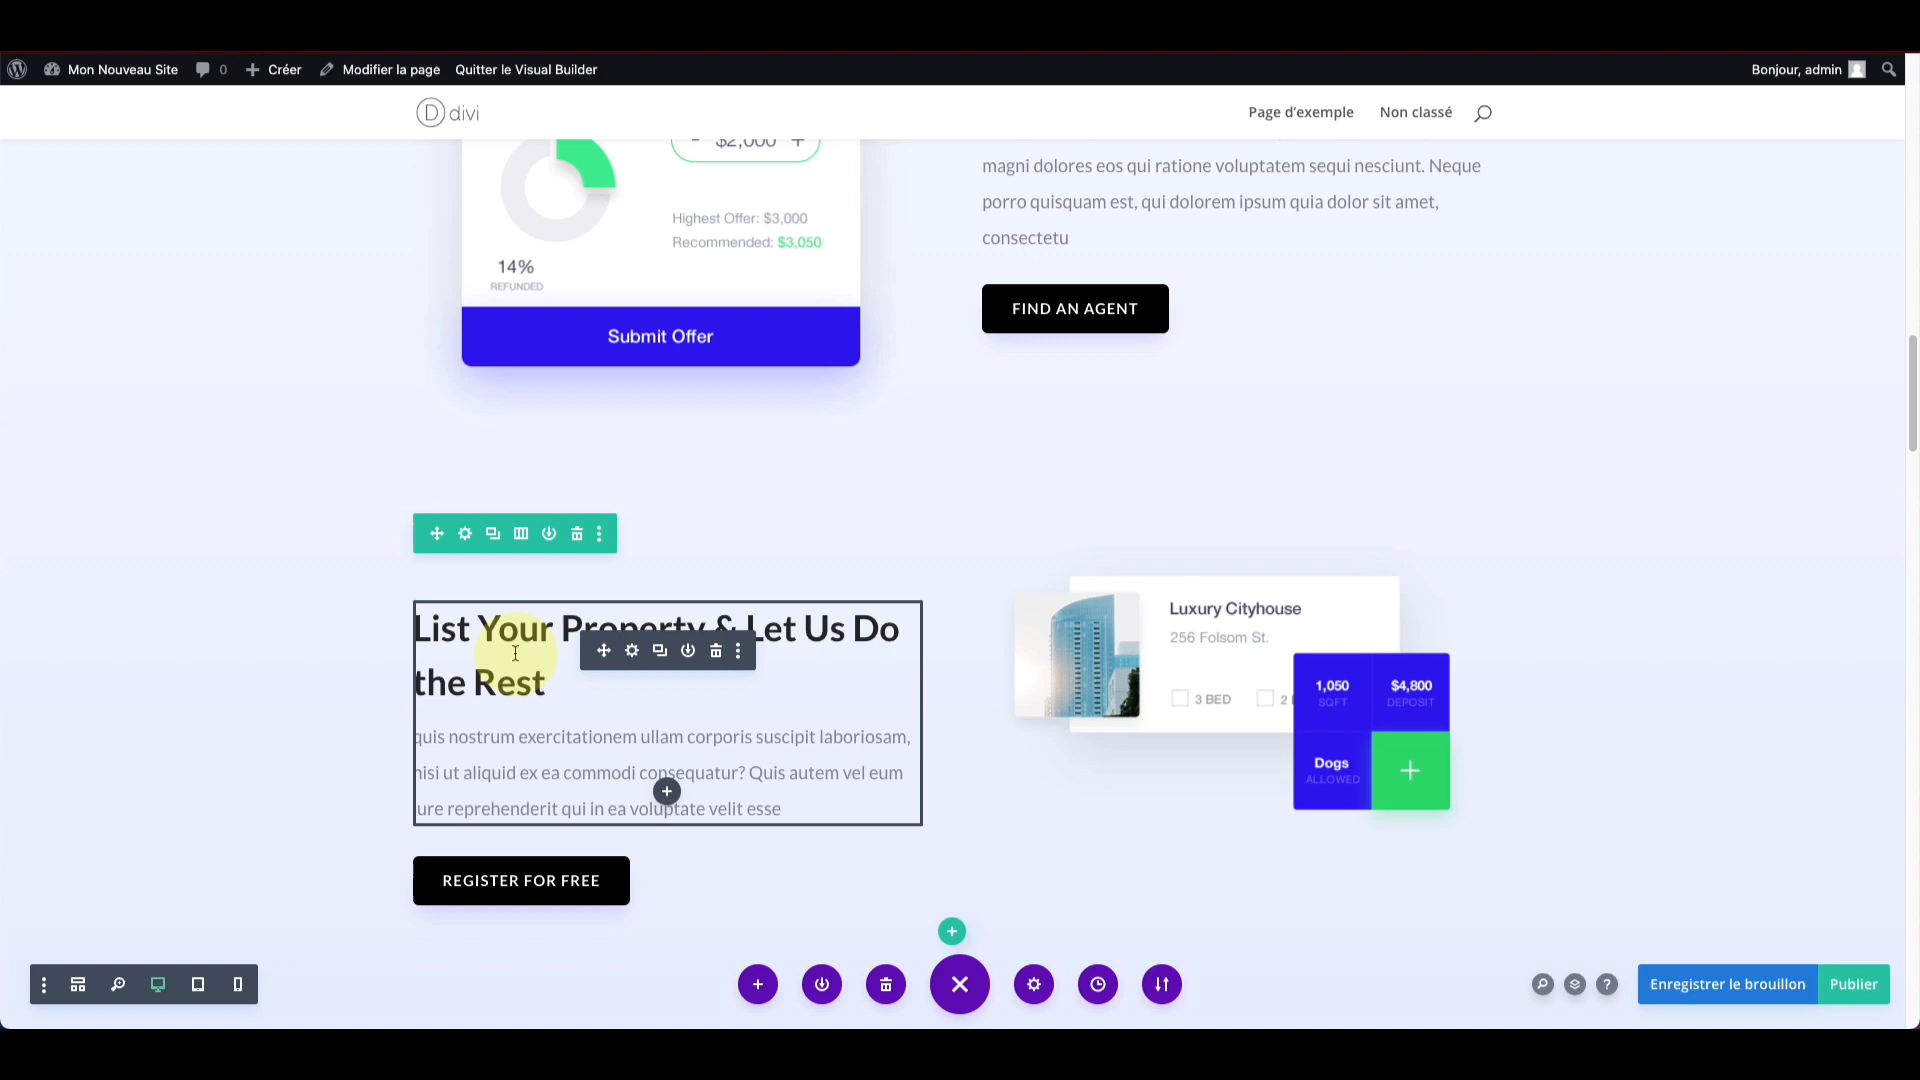 Mon Nouveau Site 0 Créer Modifier la page Quitter le Visual Builder Bonjour, admin
D divi Page d'exemple Non classé
- $2,000 +
magni dolores eos qui ratione voluptatem sequi nesciunt. Neque
porro quisquam est, qui dolorem ipsum quia dolor sit amet,
consectetu
Highest Offer: $3,000
Recommended: $3,050
14%
REFUNDED
FIND AN AGENT
Submit Offer
List Your Property & Let Us Do
the Rest
quis nostrum exercitationem ullam corporis suscipit laboriosam,
nisi ut aliquid ex ea commodi consequatur? Quis autem vel eum
iure reprehenderit qui in ea voluptate velit esse
REGISTER FOR FREE
Luxury Cityhouse
256 Folsom St.
3 BED 2
1,050 $4,800
SQFT DEPOSIT
Dogs
ALLOWED
Enregistrer le brouillon Publier